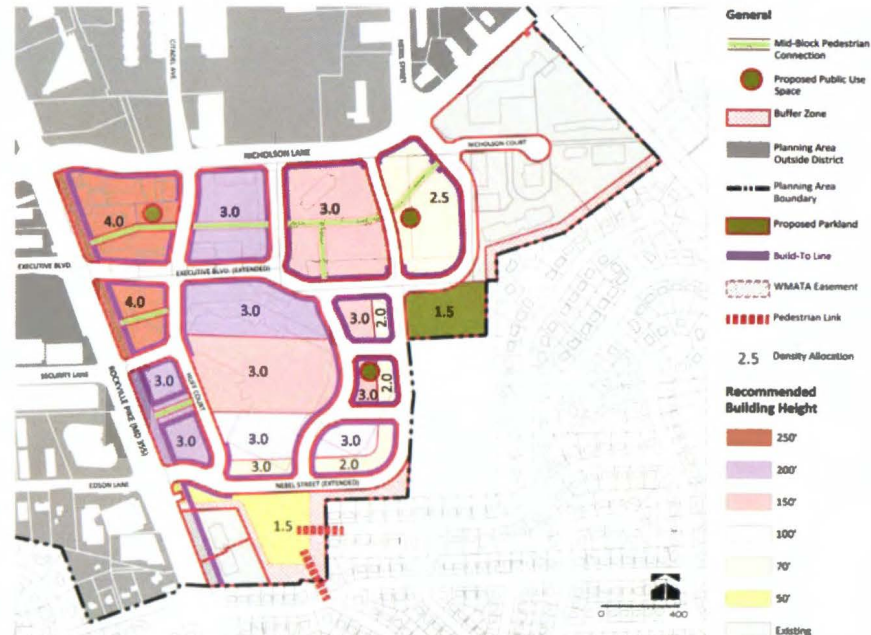 CITADEL AVE
NEBEL STREET
NICHOLSON LANE
NICHOLSON COURT
4.0
3.0
3.0
2.5
EXECUTIVE BLVD.
EXECUTIVE BLVD. (EXTENDED)
4.0
3.0
3.0
2.0
1.5
SECURITY LANE
ROCKVILLE PIKE (MD 355)
HUFF COURT
3.0
3.0
3.0
2.0
3.0
3.0
3.0
3.0
2.0
EDSON LANE
NEBEL STREET (EXTENDED)
1.5
0
400
General
Mid-Block Pedestrian
Connection
Proposed Public Use
Space
Buffer Zone
Planning Area
Outside District
Planning Area
Boundary
Proposed Parkland
Build-To Line
WMATA Easement
Pedestrian Link
2.5 Density Allocation
Recommended
Building Height
250'
200'
150'
100'
70'
50'
Existing